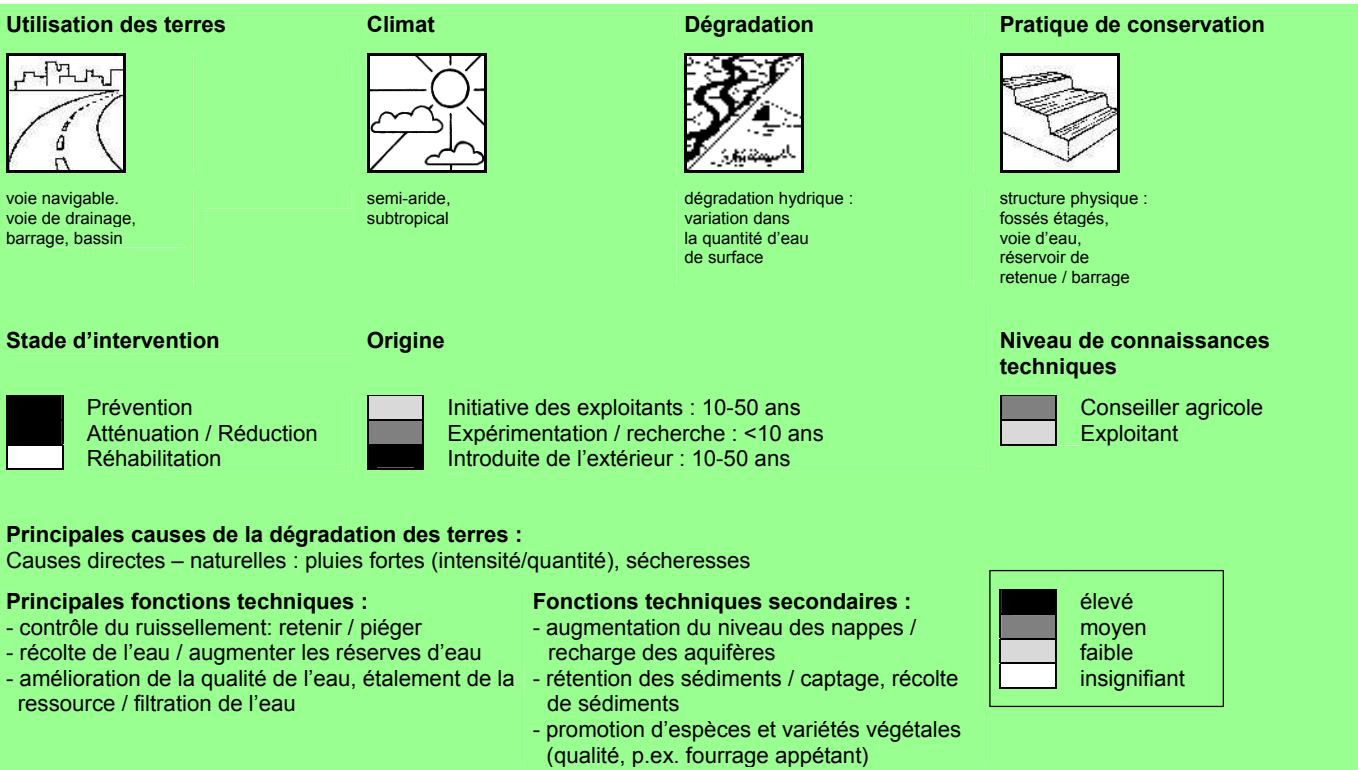 Utilisation des terres
voie navigable.
voie de drainage,
barrage, bassin
Climat
semi-aride,
subtropical
Dégradation
dégradation hydrique :
variation dans
la quantité d’eau
de surface
Pratique de conservation
structure physique :
fossés étagés,
voie d’eau,
réservoir de
retenue / barrage
Stade d’intervention
Prévention
Atténuation / Réduction
Réhabilitation
Origine
Initiative des exploitants : 10-50 ans
Expérimentation / recherche : <10 ans
Introduite de l’extérieur : 10-50 ans
Niveau de connaissances
techniques
Conseiller agricole
Exploitant
Principales causes de la dégradation des terres :
Causes directes – naturelles : pluies fortes (intensité/quantité), sécheresses
Principales fonctions techniques :
- contrôle du ruissellement: retenir / piéger
- récolte de l’eau / augmenter les réserves d’eau
- amélioration de la qualité de l’eau, étalement de la
ressource / filtration de l’eau
Fonctions techniques secondaires :
- augmentation du niveau des nappes /
recharge des aquifères
- rétention des sédiments / captage, récolte
de sédiments
- promotion d’espèces et variétés végétales
(qualité, p.ex. fourrage appétant)
élevé
moyen
faible
insignifiant